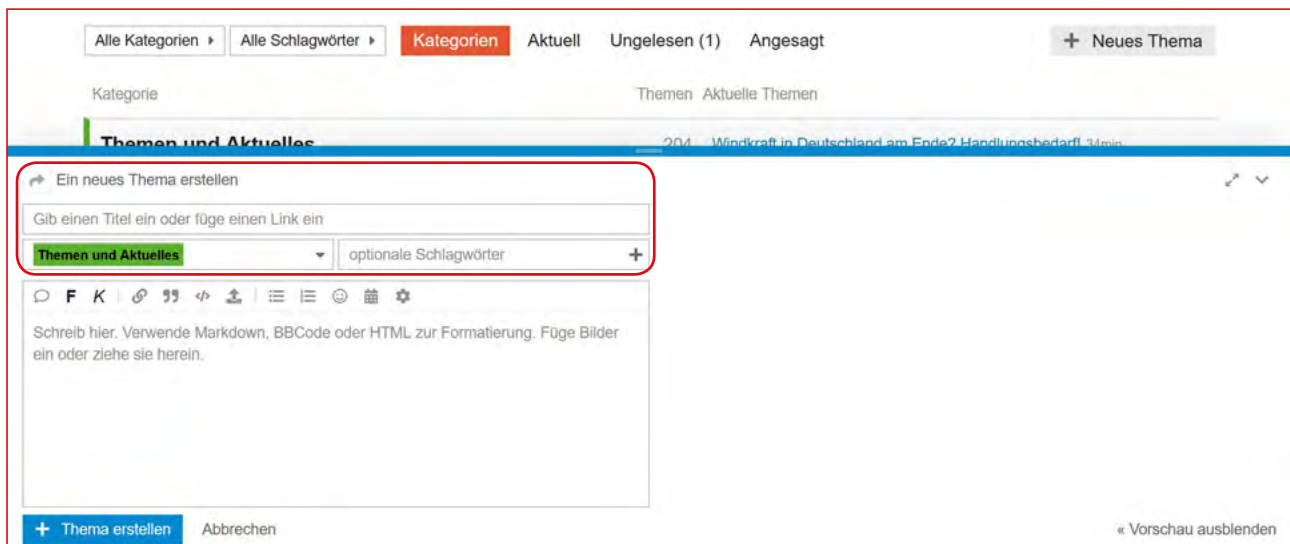 Alle Kategorien Alle Schlagwörter Kategorien Aktuell Ungelesen (1) Angesagt + Neues Thema
Kategorie Themen Aktuelle Themen
Themen und Aktuelles 204 Windkraft in Deutschland am Ende? Handlungsbedarf! 34min
Ein neues Thema erstellen
Gib einen Titel ein oder füge einen Link ein
Themen und Aktuelles optionale Schlagwörter +
F K
Schreib hier. Verwende Markdown, BBCode oder HTML zur Formatierung. Füge Bilder
ein oder ziehe sie herein.
+ Thema erstellen Abbrechen « Vorschau ausblenden